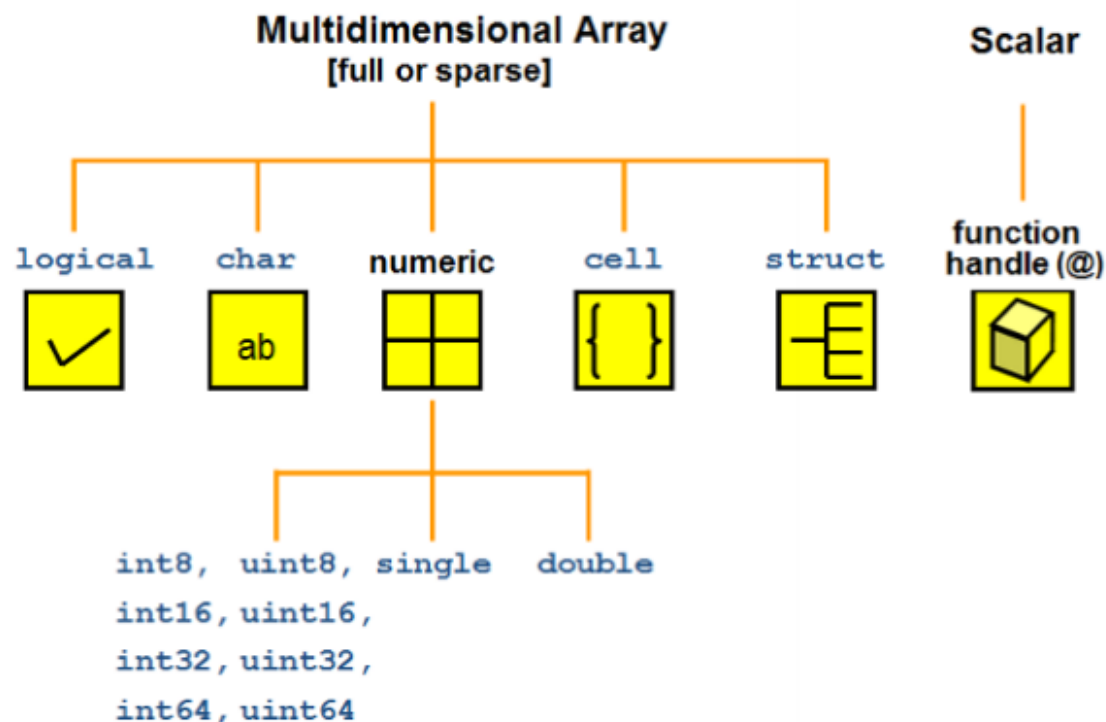 Multidimensional Array
[full or sparse]
Scalar
logical
char
numeric
cell
struct
function
handle (@)
ab
{ }
int8, uint8, single double
int16, uint16,
int32, uint32,
int64, uint64